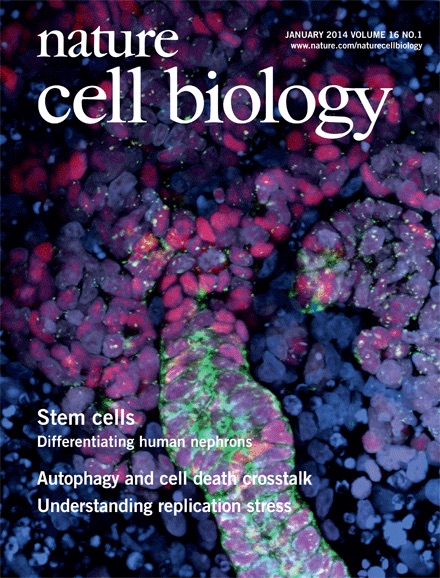 JANUARY 2014 VOLUME 16 NO.1
www.nature.com/naturecellbiology
nature
cell biology
Stem cells
Differentiating human nephrons
Autophagy and cell death crosstalk
Understanding replication stress